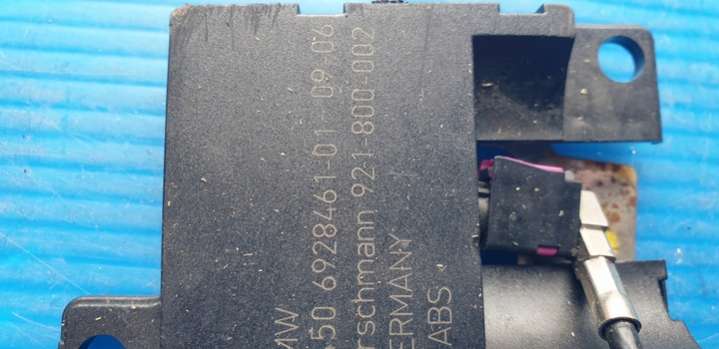 MW
50 6928461-01 09-06
rschmann 921-800-002
ERMANY
ABS